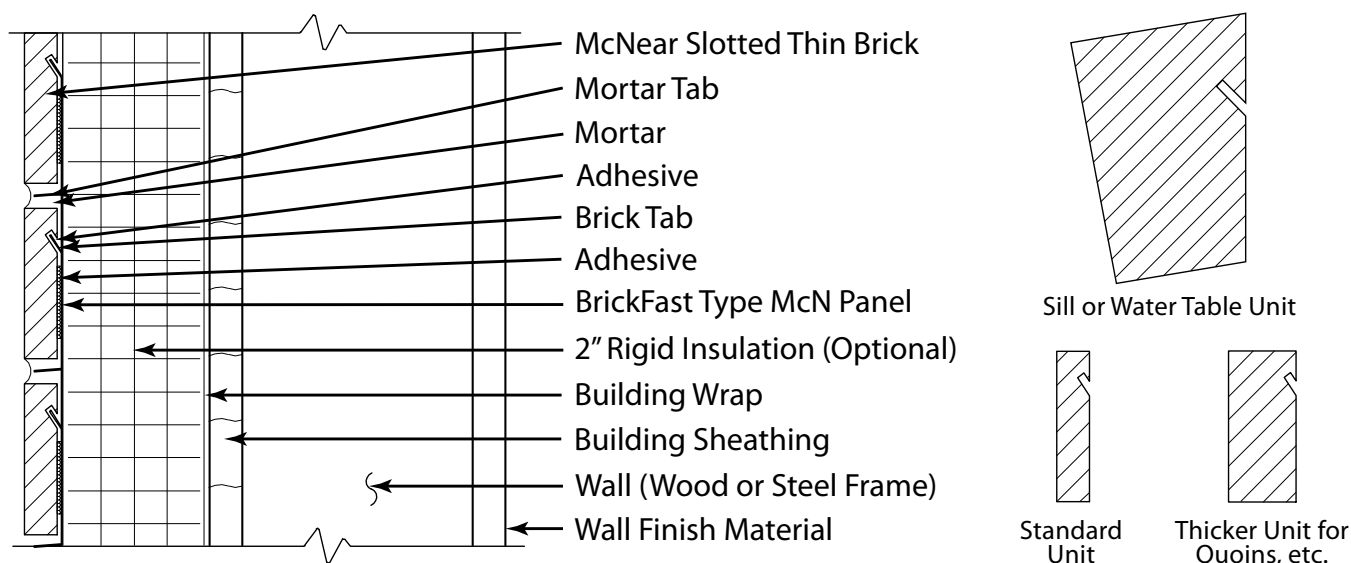 McNear Slotted Thin Brick
Mortar Tab
Mortar
Adhesive
Brick Tab
Adhesive
BrickFast Type McN Panel
2” Rigid Insulation (Optional)
Building Wrap
Building Sheathing
Wall (Wood or Steel Frame)
Wall Finish Material
Sill or Water Table Unit
Standard
Unit
Thicker Unit for
Quoins, etc.